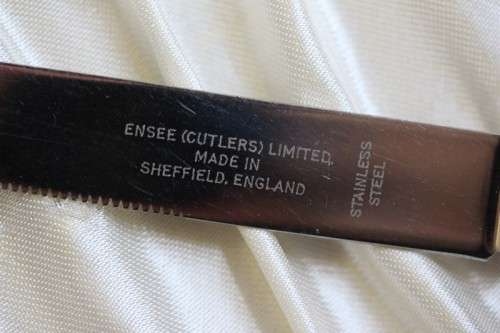 ENSEE (CUTLERS) LIMITED
MADE IN
SHEFFIELD, ENGLAND
STAINLESS
STEEL